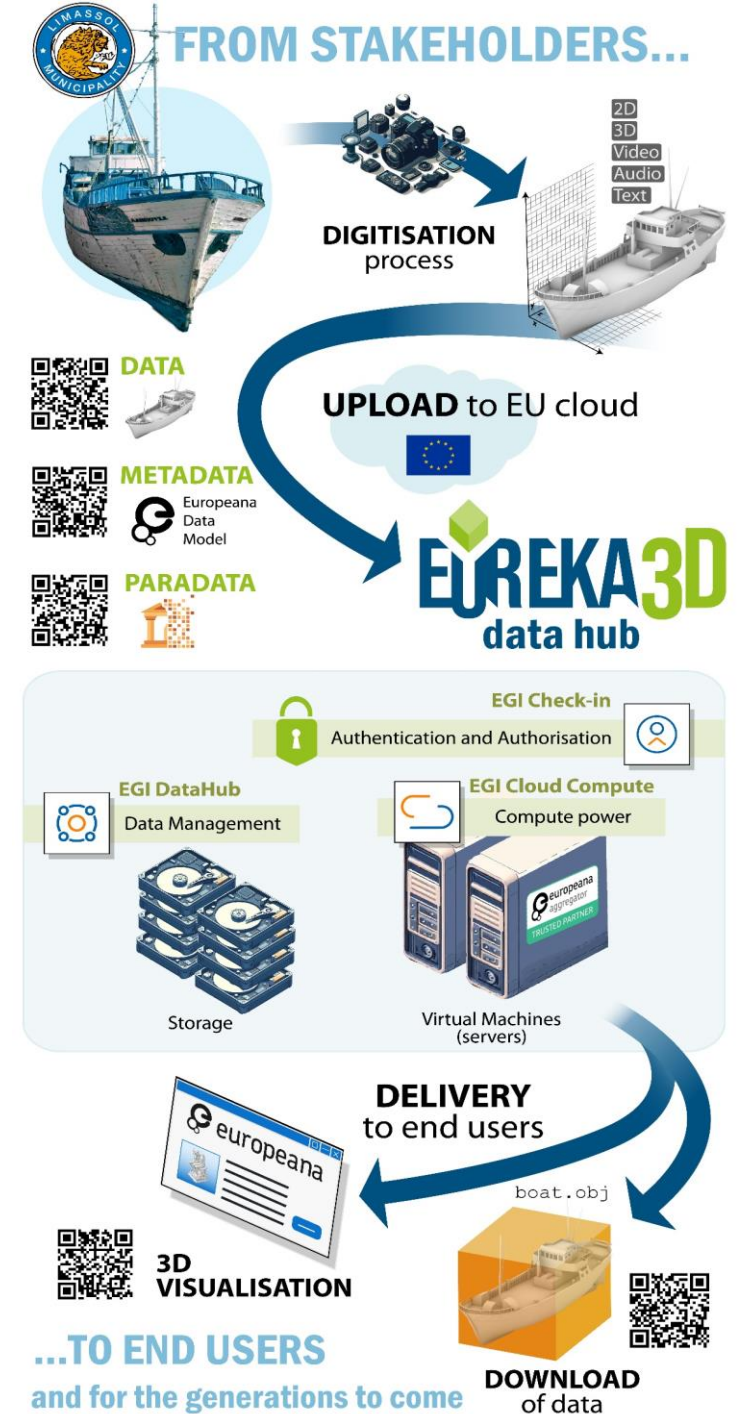 LIMASSOL
MUNICIPALITY
FROM STAKEHOLDERS...
2D
3D
Video
Audio
Text
DIGITISATION
process
DATA
UPLOAD to EU cloud
METADATA
Europeana
Data
Model
PARADATA
EUREKA3D
data hub
EGI Check-in
Authentication and Authorisation
EGI DataHub
Data Management
EGI Cloud Compute
Compute power
europeana
aggregator
TRUSTED PARTNER
Storage
Virtual Machines
(servers)
DELIVERY
to end users
europeana
boat.obj
3D
VISUALISATION
...TO END USERS
and for the generations to come
DOWNLOAD
of data